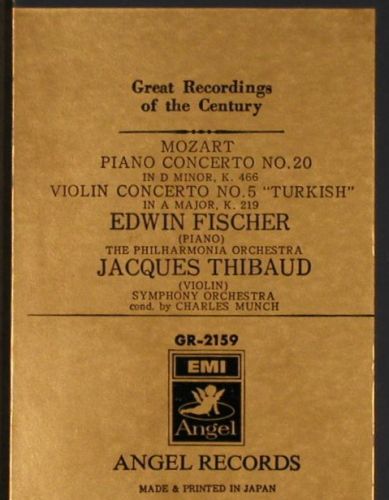 Great Recordings
of the Century
MOZART
PIANO CONCERTO NO.20
IN D MINOR, K. 466
VIOLIN CONCERTO NO.5 "TURKISH"
IN A MAJOR, K. 219
EDWIN FISCHER
(PIANO)
THE PHILHARMONIA ORCHESTRA
JACQUES THIBAUD
(VIOLIN)
SYMPHONY ORCHESTRA
cond. by CHARLES MUNCH
GR-2159
EMI
Angel
ANGEL RECORDS
MADE & PRINTED IN JAPAN